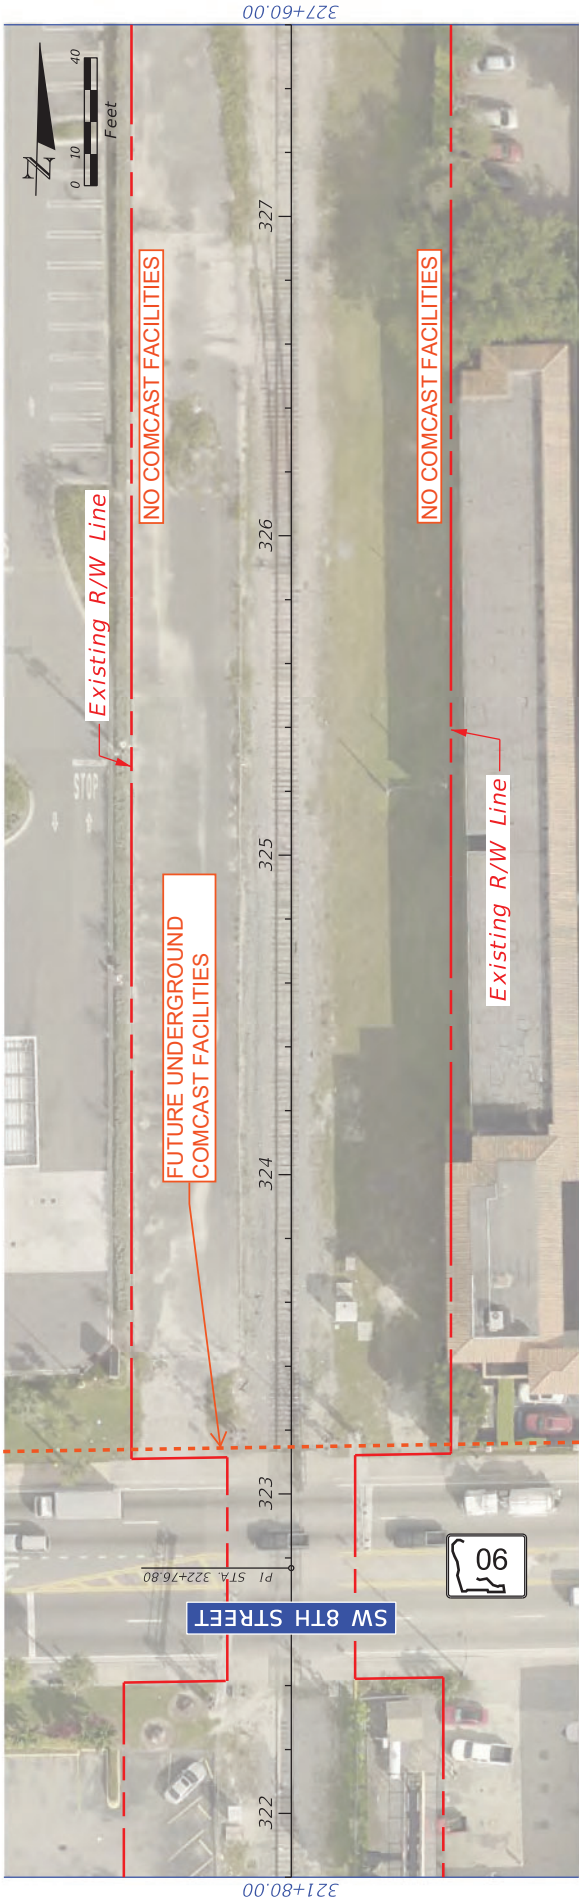 327+60.00
N
0 10 40
Feet
327
NO COMCAST FACILITIES
NO COMCAST FACILITIES
326
Existing R/W Line
STOP
Existing R/W Line
325
FUTURE UNDERGROUND
COMCAST FACILITIES
324
323
PI STA. 322+76.80
90
SW 8TH STREET
322
321+80.00